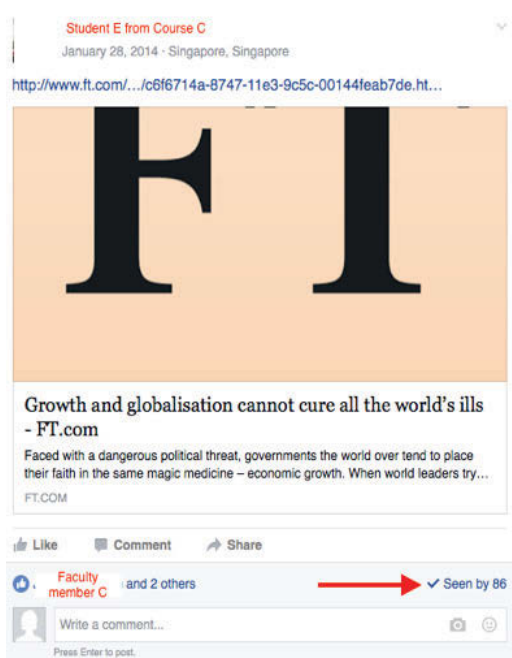 Student E from Course C
January 28, 2014 · Singapore, Singapore
http://www.ft.com/.../c6f6714a-8747-11e3-9c5c-00144feab7de.ht...
FT
Growth and globalisation cannot cure all the world's ills
- FT.com
Faced with a dangerous political threat, governments the world over tend to place
their faith in the same magic medicine – economic growth. When world leaders try...
FT.COM
Like Comment Share
Faculty member C and 2 others Seen by 86
Write a comment...
Press Enter to post.